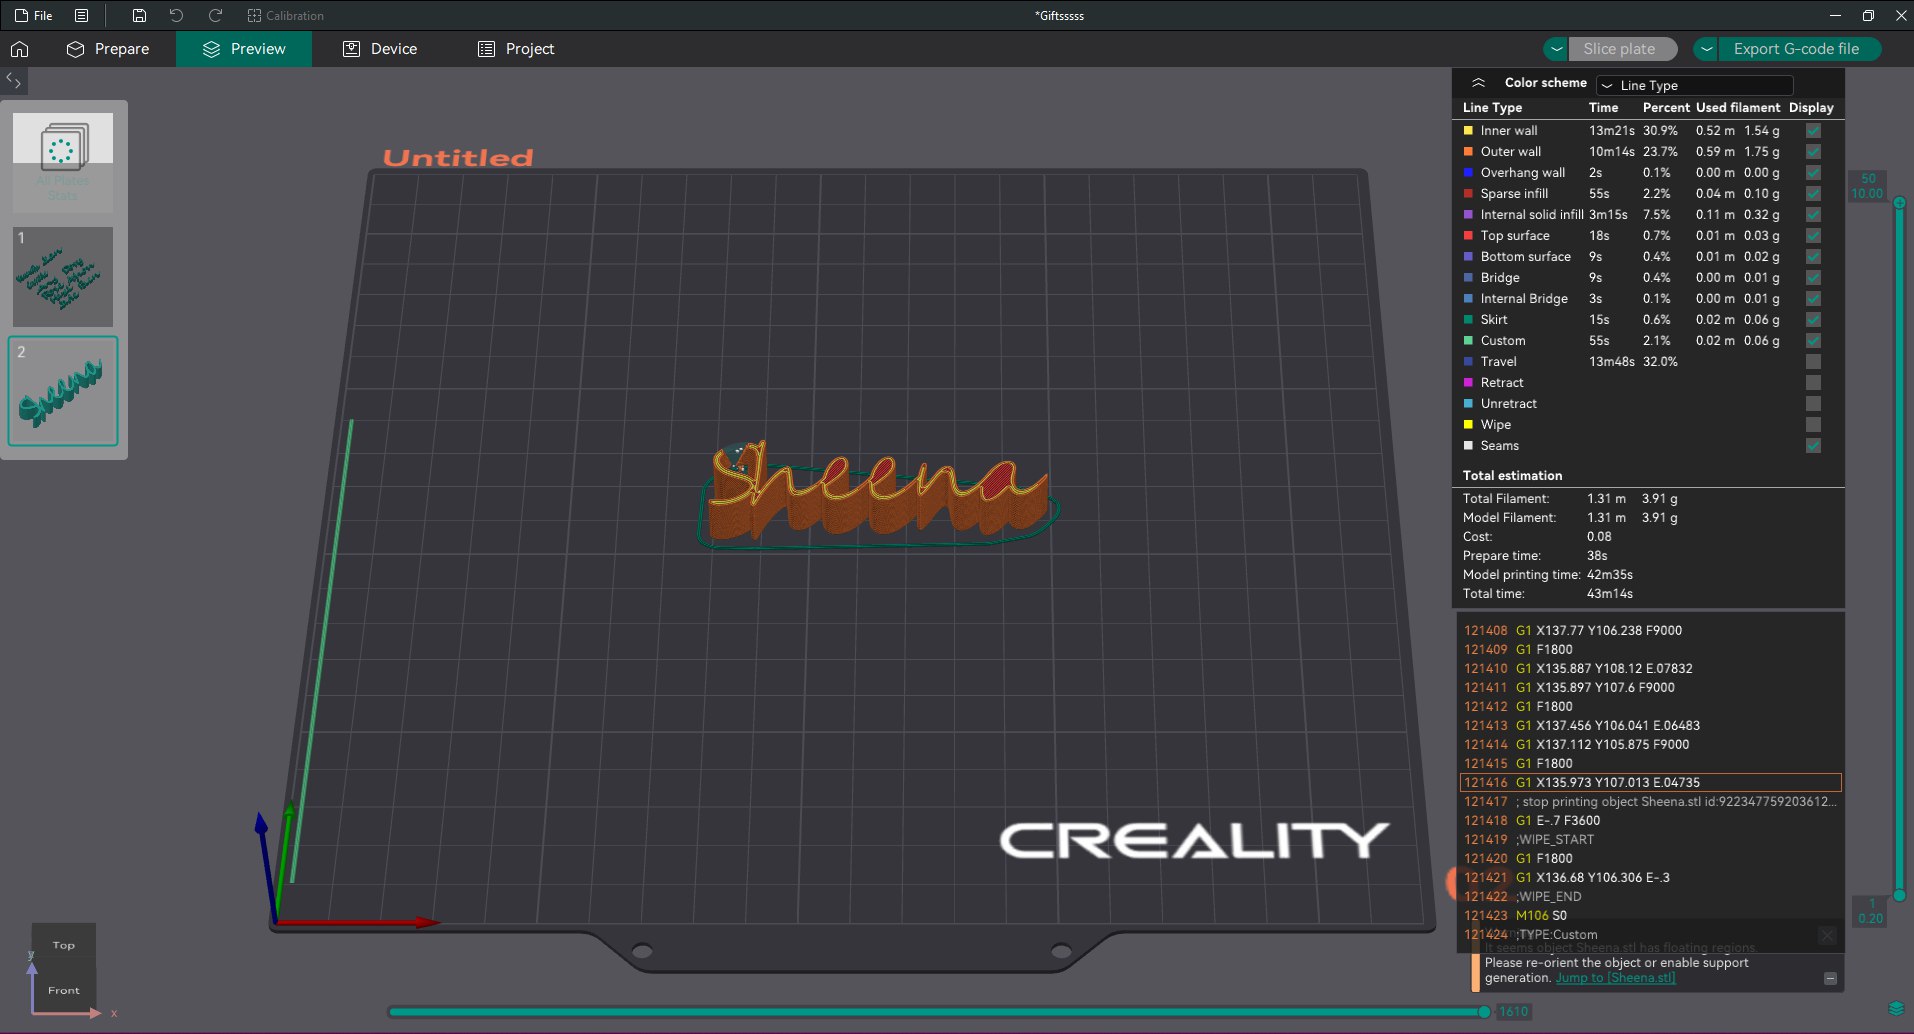 File
Calibration
*Giftsssss
Prepare
Preview
Device
Project
Slice plate
Export G-code file
All Plates
Stats
1
2
Untitled
Sheena
CREALITY
Color scheme Line Type
Line Type Time Percent Used filament Display
Inner wall 13m21s 30.9% 0.52 m 1.54 g
Outer wall 10m14s 23.7% 0.59 m 1.75 g
Overhang wall 2s 0.1% 0.00 m 0.00 g
Sparse infill 55s 2.2% 0.04 m 0.10 g
Internal solid infill 3m15s 7.5% 0.11 m 0.32 g
Top surface 18s 0.7% 0.01 m 0.03 g
Bottom surface 9s 0.4% 0.01 m 0.02 g
Bridge 9s 0.4% 0.00 m 0.01 g
Internal Bridge 3s 0.1% 0.00 m 0.01 g
Skirt 15s 0.6% 0.02 m 0.06 g
Custom 55s 2.1% 0.02 m 0.06 g
Travel 13m48s 32.0%
Retract
Unretract
Wipe
Seams
Total estimation
Total Filament: 1.31 m 3.91 g
Model Filament: 1.31 m 3.91 g
Cost: 0.08
Prepare time: 38s
Model printing time: 42m35s
Total time: 43m14s
121408 G1 X137.77 Y106.238 F9000
121409 G1 F1800
121410 G1 X135.887 Y108.12 E.07832
121411 G1 X135.897 Y107.6 F9000
121412 G1 F1800
121413 G1 X137.456 Y106.041 E.06483
121414 G1 X137.112 Y105.875 F9000
121415 G1 F1800
121416 G1 X135.973 Y107.013 E.04735
121417 ; stop printing object Sheena.stl id:922347759203612...
121418 G1 E-.7 F3600
121419 ;WIPE_START
121420 G1 F1800
121421 G1 X136.68 Y106.306 E-.3
121422 ;WIPE_END
121423 M106 S0
121424 ;TYPE:Custom
It seems object Sheena.stl has floating regions.
Please re-orient the object or enable support
generation. Jump to [Sheena.stl]
50
10.00
1
0.20
1610
Top
Front
y
x